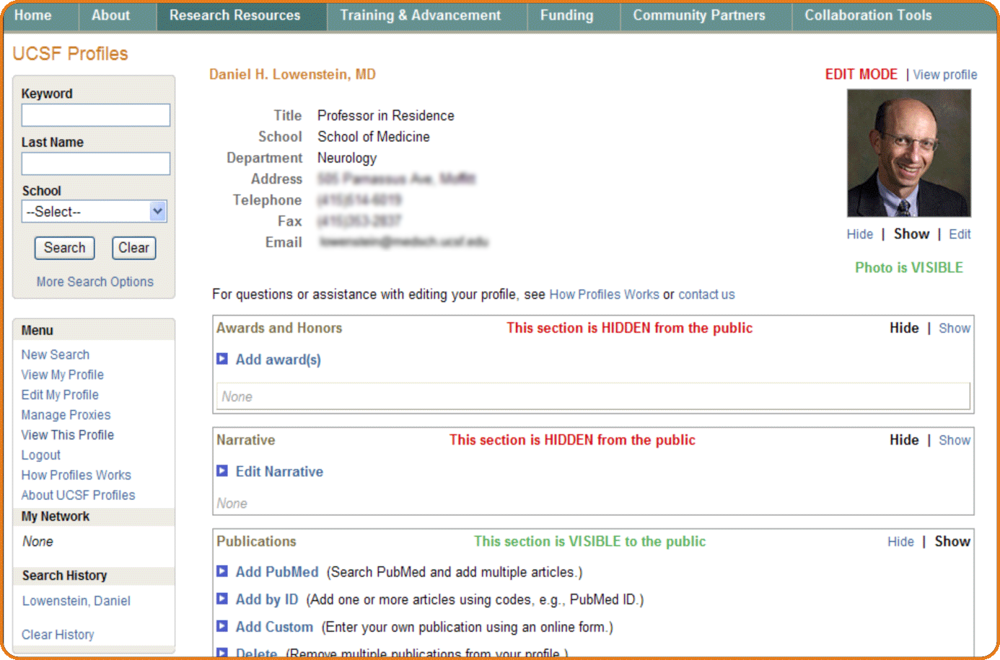 Home About Research Resources Training & Advancement Funding Community Partners Collaboration Tools
UCSF Profiles
Keyword
Last Name
School
--Select--
Search Clear
More Search Options
Menu
New Search
View My Profile
Edit My Profile
Manage Proxies
View This Profile
Logout
How Profiles Works
About UCSF Profiles
My Network
None
Search History
Lowenstein, Daniel
Clear History
Daniel H. Lowenstein, MD
EDIT MODE | View profile
Title Professor in Residence
School School of Medicine
Department Neurology
Address
Telephone
Fax
Email
Hide | Show | Edit
Photo is VISIBLE
For questions or assistance with editing your profile, see How Profiles Works or contact us
Awards and Honors This section is HIDDEN from the public Hide | Show
Add award(s)
None
Narrative This section is HIDDEN from the public Hide | Show
Edit Narrative
None
Publications This section is VISIBLE to the public Hide | Show
Add PubMed (Search PubMed and add multiple articles.)
Add by ID (Add one or more articles using codes, e.g., PubMed ID.)
Add Custom (Enter your own publication using an online form.)
Delete (Remove multiple publications from your profile.)